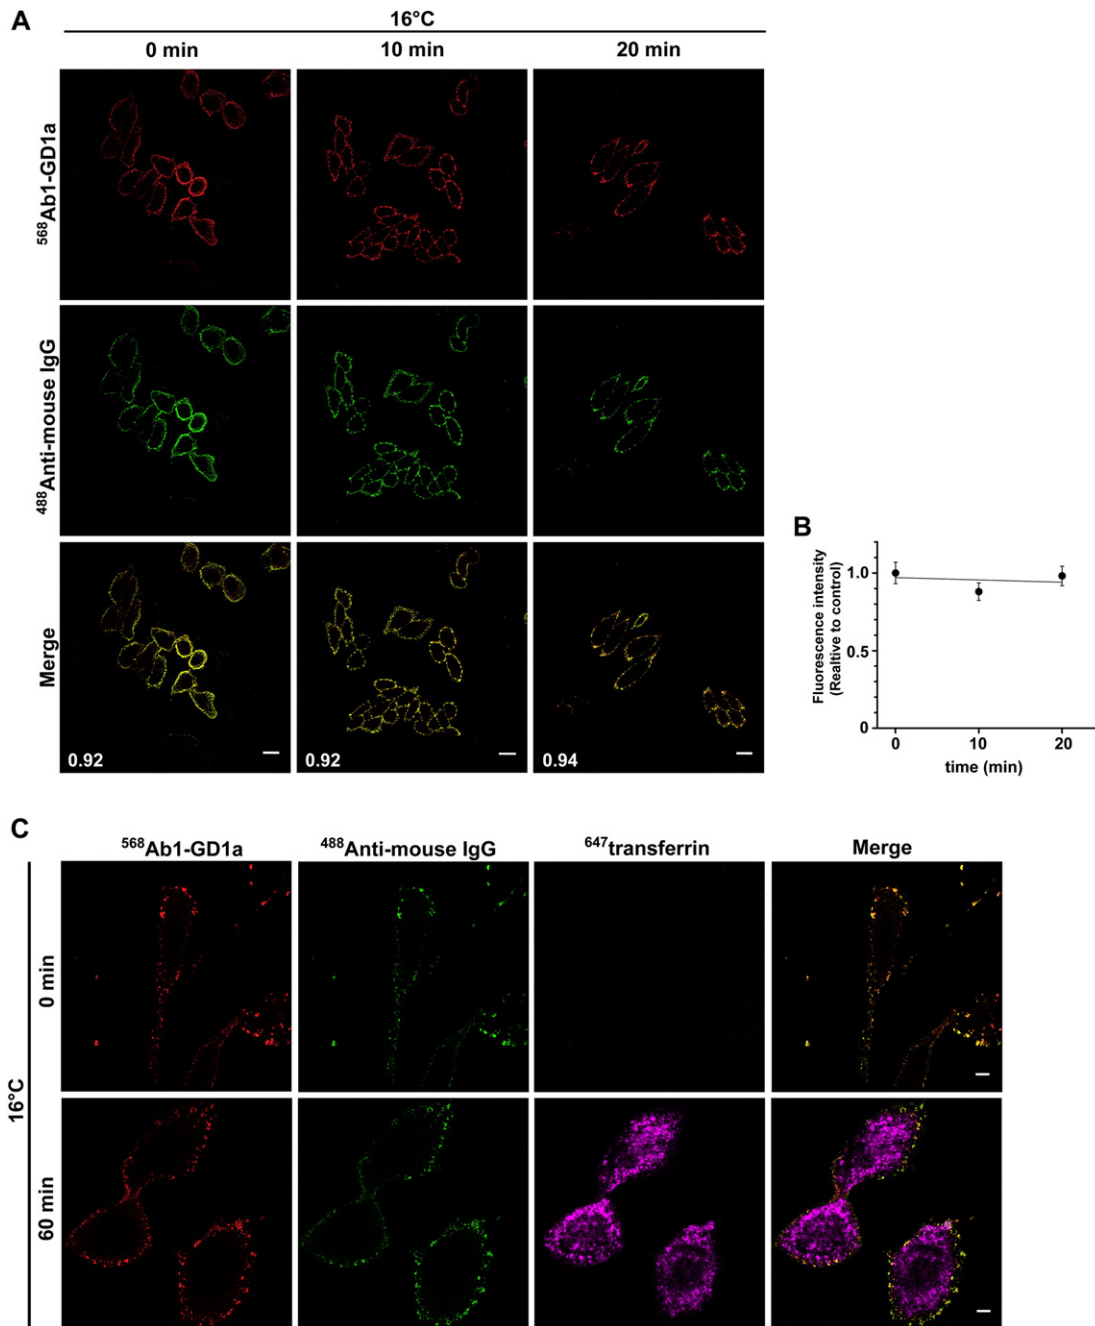 A
16°C
0 min 10 min 20 min
568Ab1-GD1a
488Anti-mouse IgG
Merge
0.92 0.92 0.94
B
Fluorescence intensity
(Realtive to control)
1.0
0.5
0
0 10 20
time (min)
C
568Ab1-GD1a 488Anti-mouse IgG 647transferrin Merge
16°C
0 min
60 min